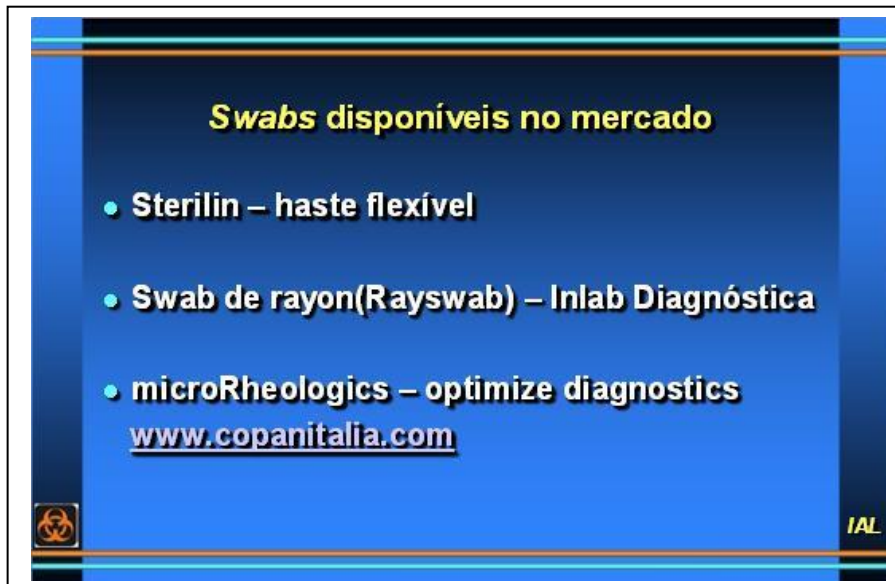 Swabs disponíveis no mercado
• Sterilin – haste flexível
• Swab de rayon(Rayswab) – Inlab Diagnóstica
• microRheologics – optimize diagnostics
www.copanitalia.com
IAL